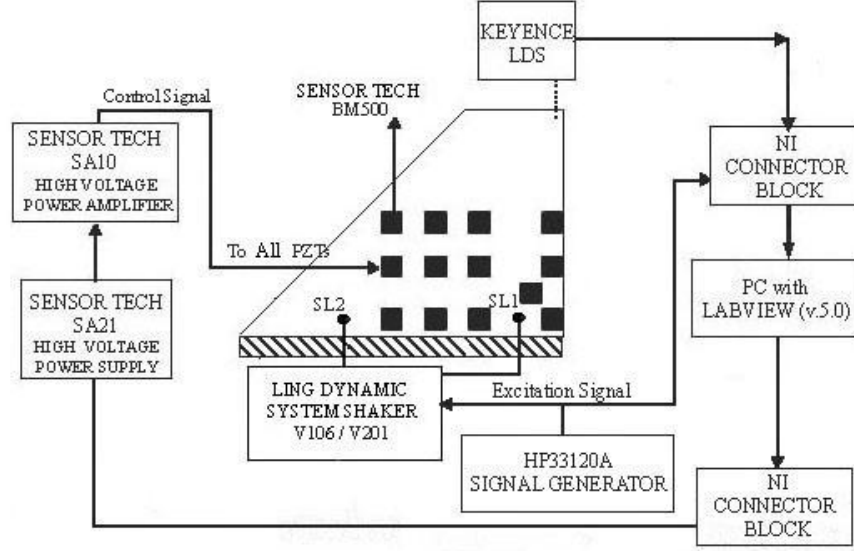 KEYENCE
LDS
Control Signal
SENSOR TECH
BM500
SENSOR TECH
SA10
HIGH VOLTAGE
POWER AMPLIFIER
NI
CONNECTOR
BLOCK
To All PZTs
SENSOR TECH
SA21
HIGH VOLTAGE
POWER SUPPLY
PC with
LABVIEW (v.5.0)
SL2
SL1
LING DYNAMIC
SYSTEM SHAKER
V106 / V201
Excitation Signal
HP33120A
SIGNAL GENERATOR
NI
CONNECTOR
BLOCK